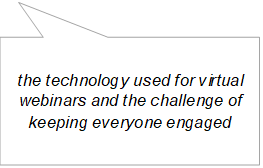 the technology used for virtual
webinars and the challenge of
keeping everyone engaged